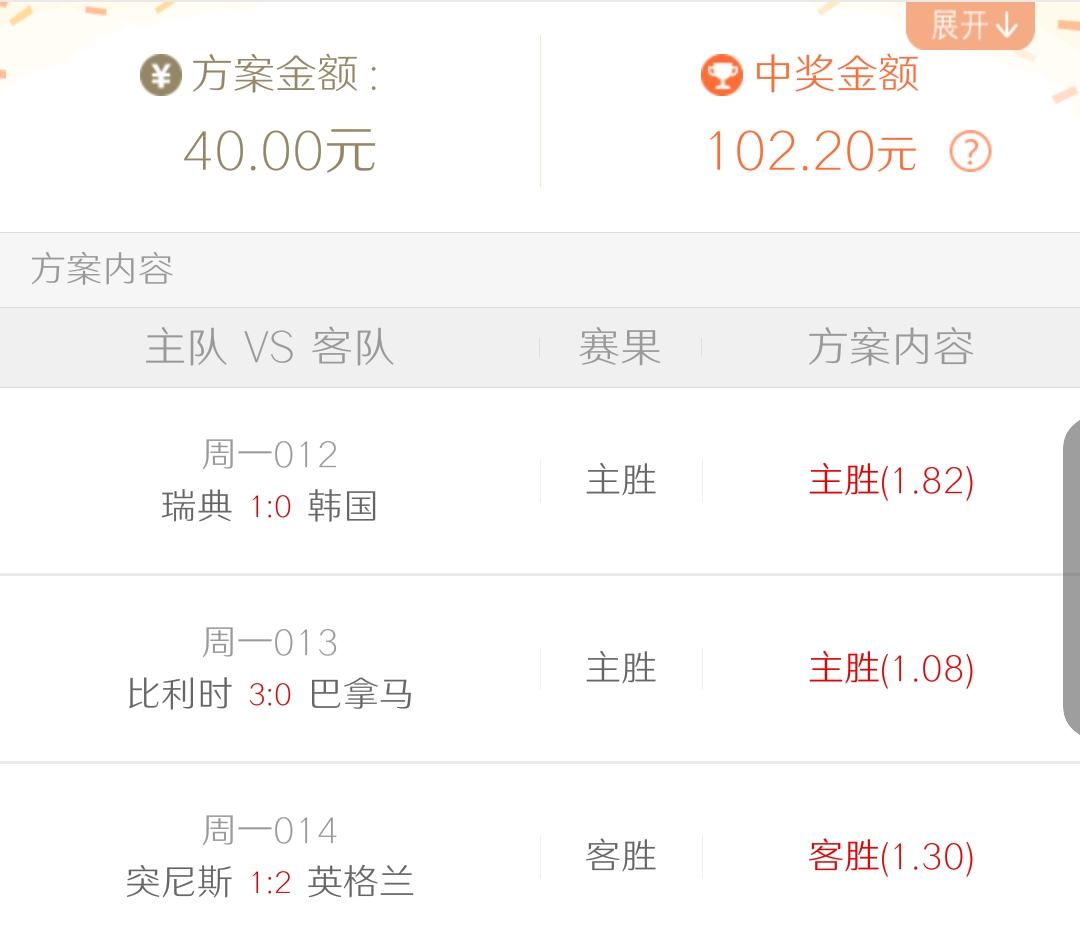 展开↓
¥ 方案金额：
40.00元
中奖金额
102.20元 ?
方案内容
主队 VS 客队 赛果 方案内容
周一012
瑞典 1:0 韩国 主胜 主胜(1.82)
周一013
比利时 3:0 巴拿马 主胜 主胜(1.08)
周一014
突尼斯 1:2 英格兰 客胜 客胜(1.30)